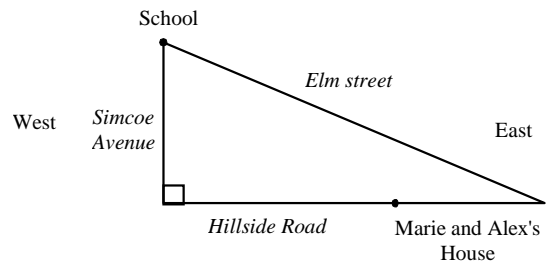 School
Elm street
West
Simcoe
Avenue
East
Hillside Road
Marie and Alex's
House